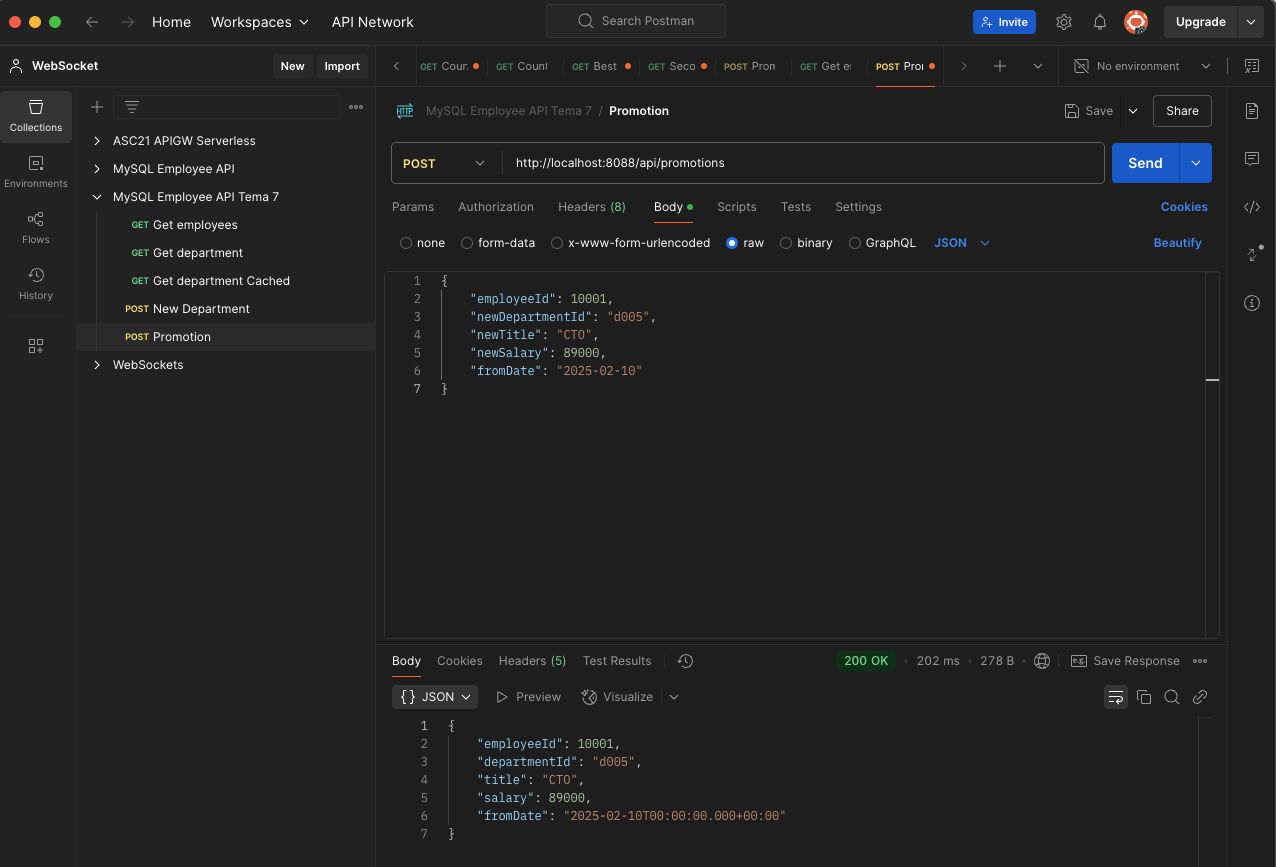 Home
Workspaces
API Network
Search Postman
Invite
Upgrade
WebSocket
New
Import
GET Cour
GET Count
GET Best
GET Seco
POST Pron
GET Get e
POST Pro
No environment
Collections
Environments
Flows
History
ASC21 APIGW Serverless
MySQL Employee API
MySQL Employee API Tema 7
GET Get employees
GET Get department
GET Get department Cached
POST New Department
POST Promotion
WebSockets
HTTP MySQL Employee API Tema 7 / Promotion
Save
Share
POST
http://localhost:8088/api/promotions
Send
Params
Authorization
Headers (8)
Body
Scripts
Tests
Settings
Cookies
none
form-data
x-www-form-urlencoded
raw
binary
GraphQL
JSON
Beautify
1 {
2 "employeeId": 10001,
3 "newDepartmentId": "d005",
4 "newTitle": "CTO",
5 "newSalary": 89000,
6 "fromDate": "2025-02-10"
7 }
Body
Cookies
Headers (5)
Test Results
200 OK
202 ms
278 B
e.g. Save Response
{} JSON
Preview
Visualize
1 {
2 "employeeId": 10001,
3 "departmentId": "d005",
4 "title": "CTO",
5 "salary": 89000,
6 "fromDate": "2025-02-10T00:00:00.000+00:00"
7 }